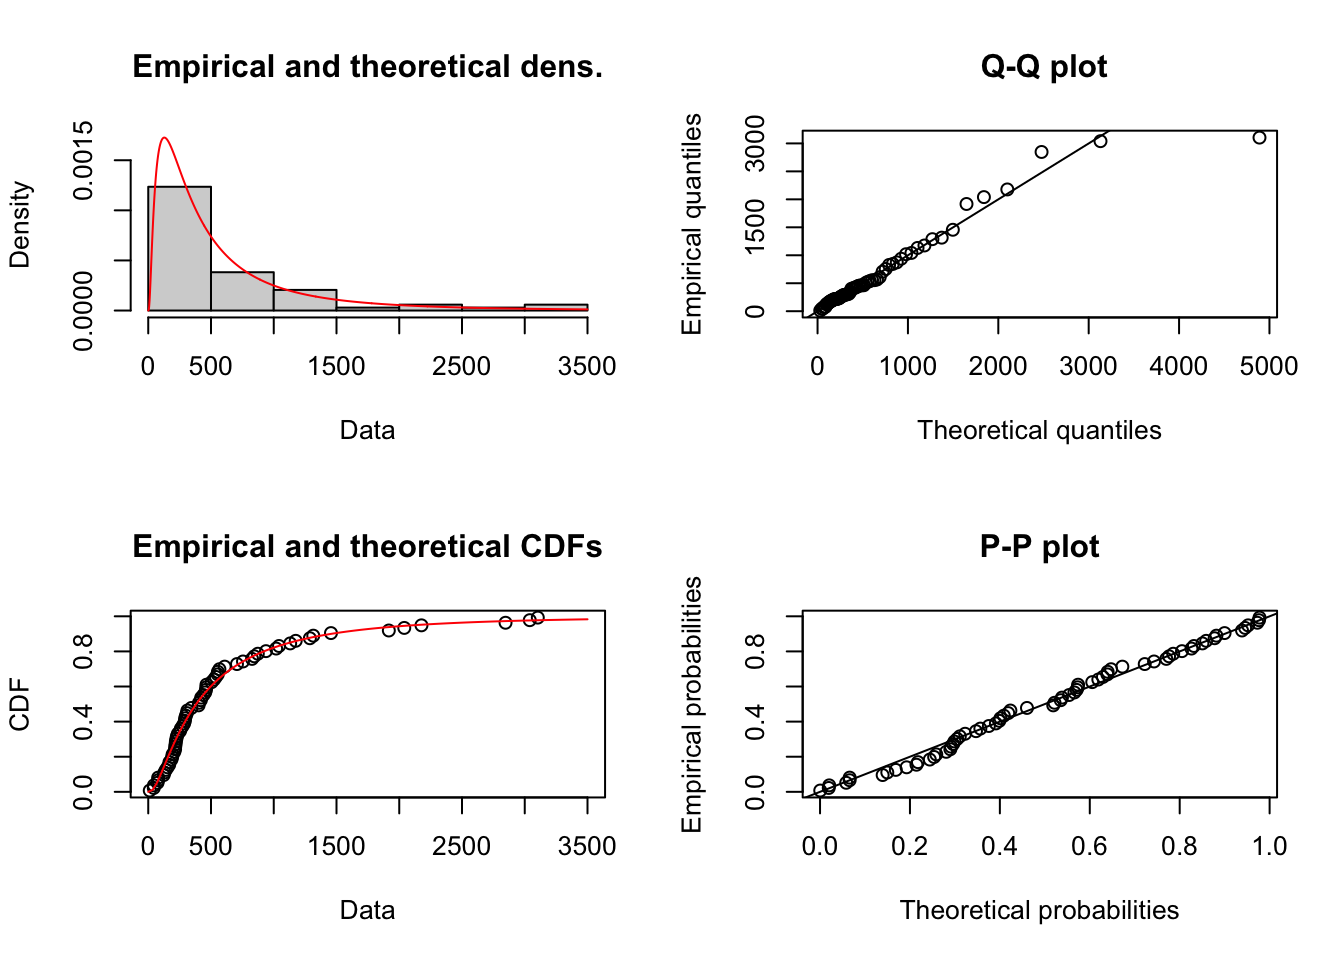 Empirical and theoretical dens.
Density
0.0000 0.0015
0 500 1500 2500 3500
Data
Q-Q plot
Empirical quantiles
0 1500 3000
0 1000 2000 3000 4000 5000
Theoretical quantiles
Empirical and theoretical CDFs
CDF
0.0 0.4 0.8
0 500 1500 2500 3500
Data
P-P plot
Empirical probabilities
0.0 0.4 0.8
0.0 0.2 0.4 0.6 0.8 1.0
Theoretical probabilities